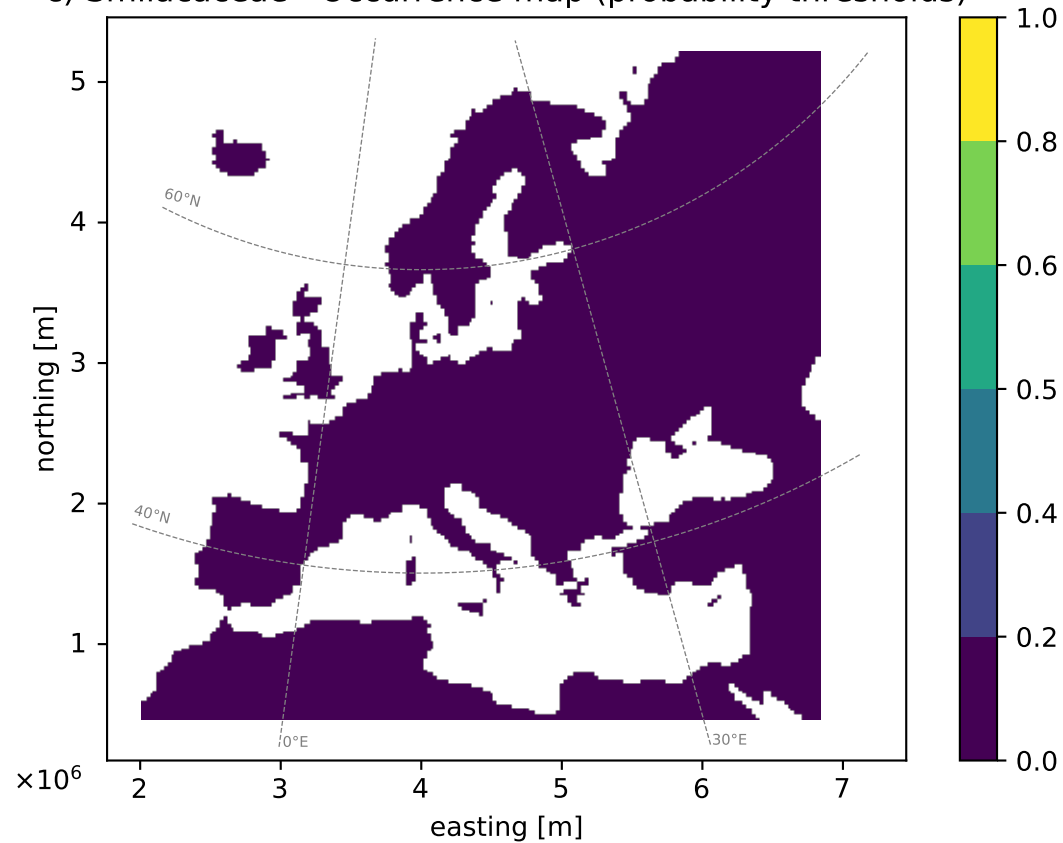 c) Smilacaceae - occurrence map (probability thresholds)
1.0
0.8
0.6
0.5
0.4
0.2
0.0
5
4
3
2
1
northing [m]
60°N
40°N
0°E
30°E
×10⁶
2 3 4 5 6 7
easting [m]